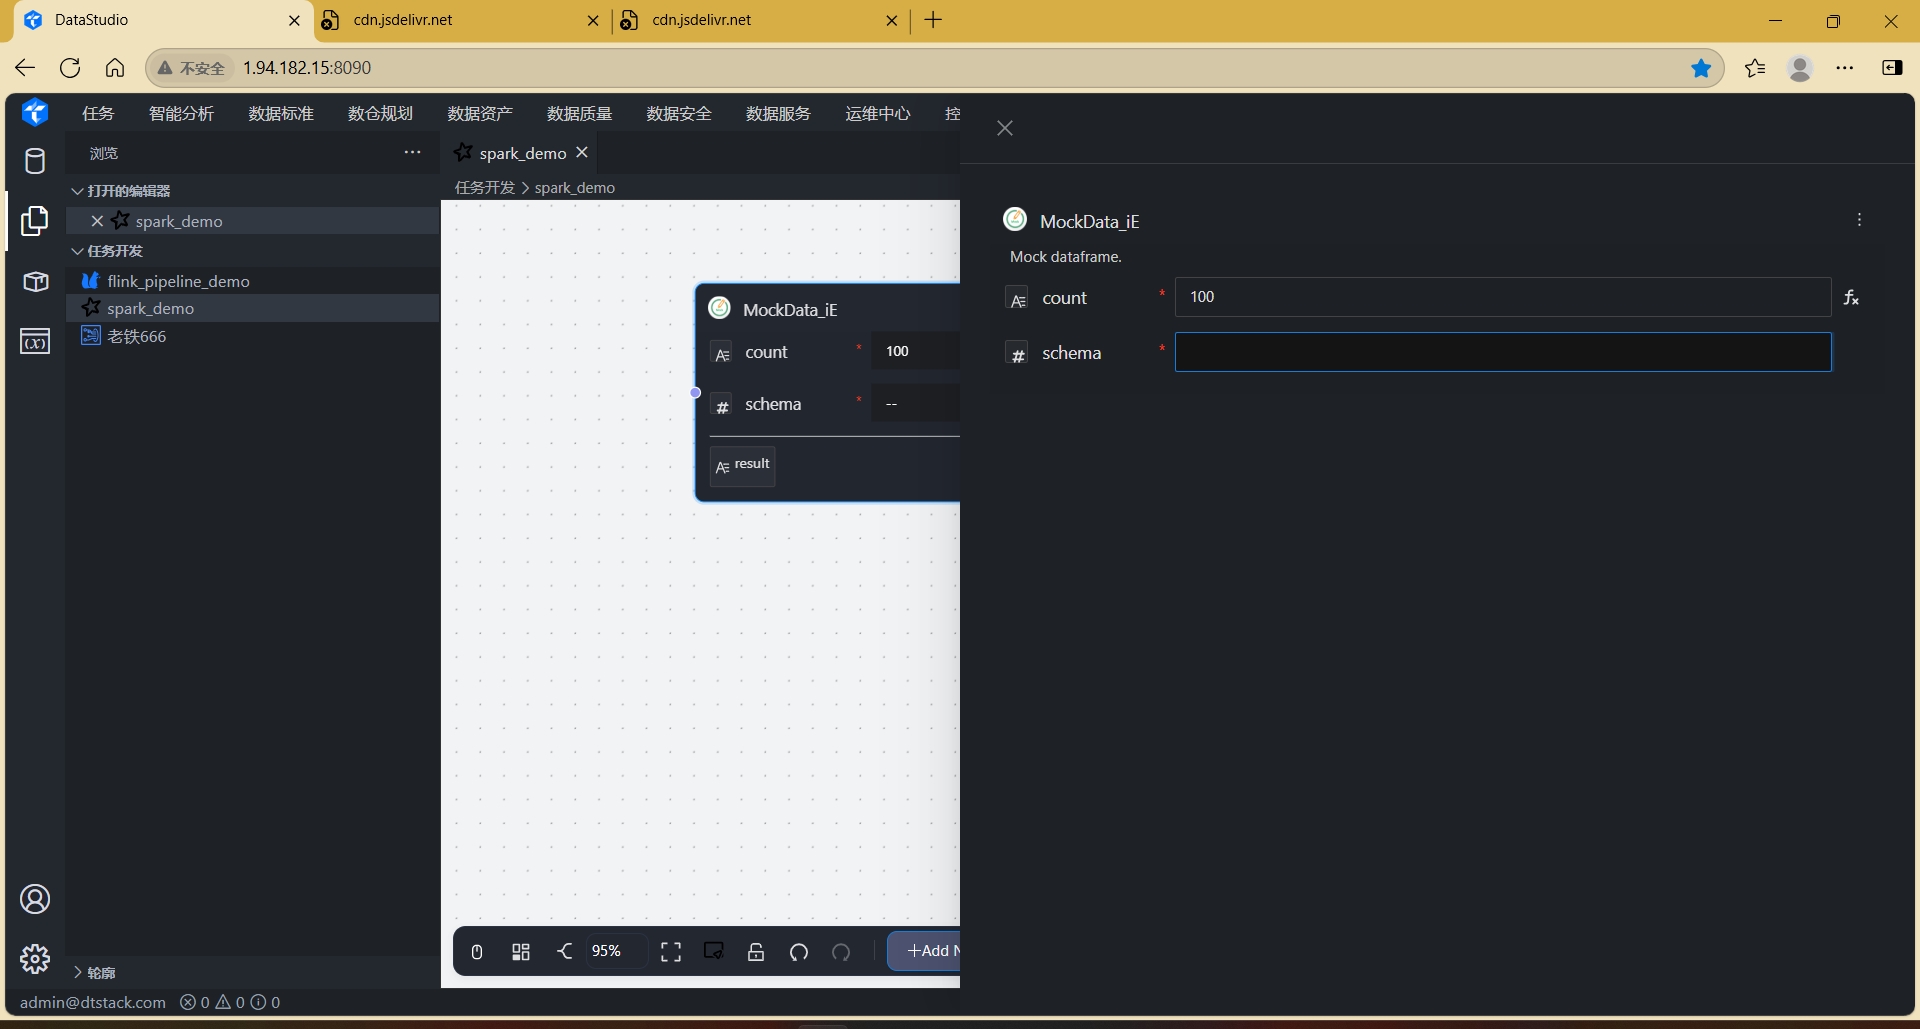 DataStudio
cdn.jsdelivr.net
cdn.jsdelivr.net
不安全 1.94.182.15:8090
任务 智能分析 数据标准 数仓规划 数据资产 数据质量 数据安全 数据服务 运维中心 控
浏览
spark_demo
任务开发 > spark_demo
打开的编辑器
spark_demo
任务开发
flink_pipeline_demo
spark_demo
老铁666
MockData_iE
count * 100
schema * --
result
95%
+Add N
MockData_iE
Mock dataframe.
count * 100 fx
schema *
轮廓
admin@dtstack.com 0 0 0